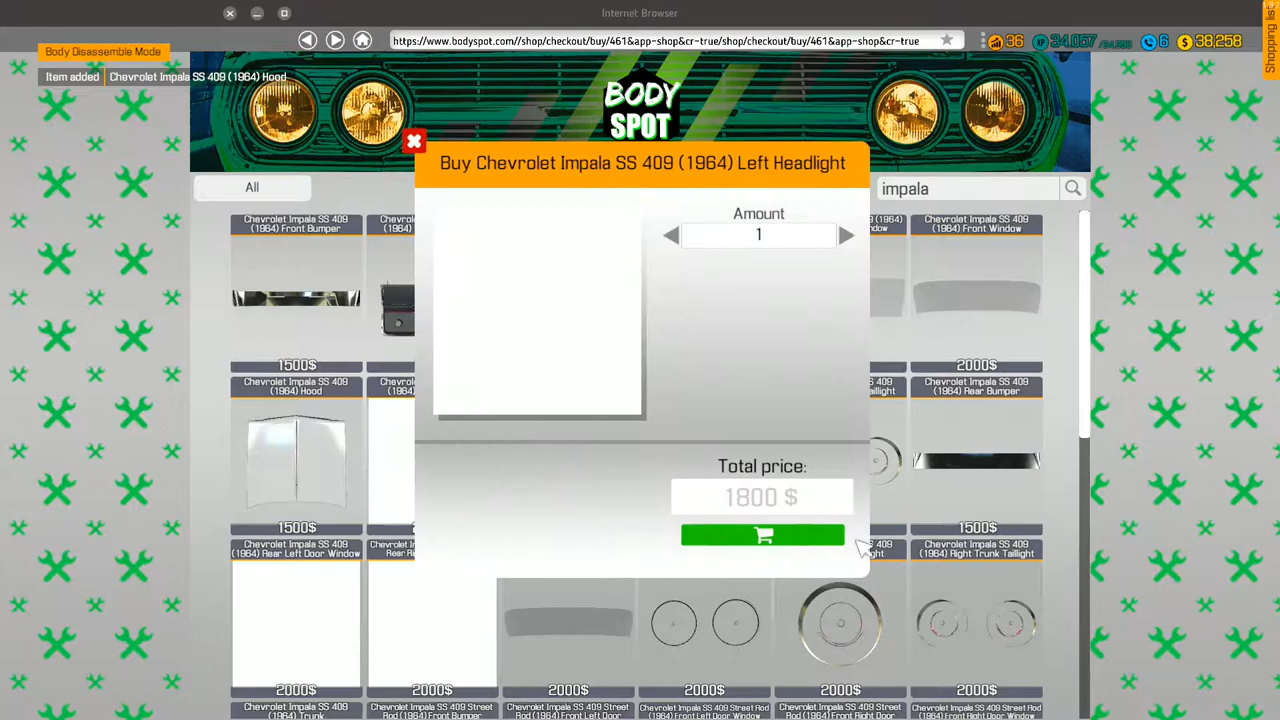 Internet Browser
https://www.bodyspot.com//shop/checkout/buy/461&app-shop&cr-true/shop/checkout/buy/461&app-shop&cr-true
36
34,057
6
$ 38,258
Shopping list
Body Disassemble Mode
Item added
Chevrolet Impala SS 409 (1964) Hood
BODY
SPOT
Buy Chevrolet Impala SS 409 (1964) Left Headlight
All
impala
Amount
1
Total price:
1800 $
Chevrolet Impala SS 409
(1964) Front Bumper
1500$
Chevrolet Impala SS 409
(1964) Front Window
2000$
Chevrolet Impala SS 409
(1964) Hood
1500$
Chevrolet Impala SS 409
(1964) Rear Bumper
1500$
Chevrolet Impala SS 409
(1964) Rear Left Door Window
2000$
2000$
2000$
2000$
2000$
Chevrolet Impala SS 409
(1964) Right Trunk Taillight
2000$
Chevrolet Impala SS 409
(1964) Trunk
Chevrolet Impala SS 409 Street
Rod (1964) Front Bumper
Chevrolet Impala SS 409 Street
Rod (1964) Front Left Door
Chevrolet Impala SS 409 Street Rod
(1964) Front Left Door Window
Chevrolet Impala SS 409 Street
Rod (1964) Front Right Door
Chevrolet Impala SS 409 Street Rod
(1964) Front Right Door Window